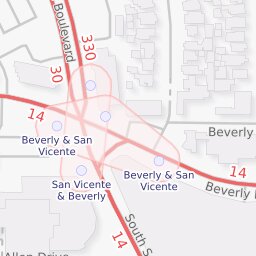 Boulevard
330
30
14
Beverly
Beverly & San
Vicente
Beverly & San
Vicente
14
San Vicente
& Beverly
Beverly
South S
14
Allen Drive